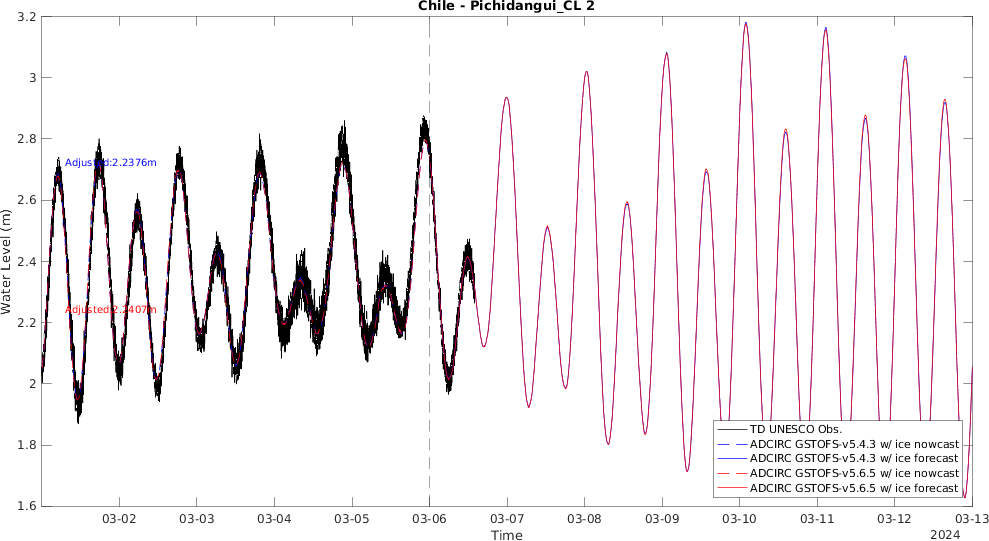 Chile - Pichidangui_CL 2
3.2
3
2.8
2.6
2.4
2.2
2
1.8
1.6
Water Level (m)
Adjusted:2.2376m
Adjusted:2.2407m
TD UNESCO Obs.
ADCIRC GSTOFS-v5.4.3 w/ ice nowcast
ADCIRC GSTOFS-v5.4.3 w/ ice forecast
ADCIRC GSTOFS-v5.6.5 w/ ice nowcast
ADCIRC GSTOFS-v5.6.5 w/ ice forecast
03-02 03-03 03-04 03-05 03-06 03-07 03-08 03-09 03-10 03-11 03-12 03-13
Time
2024